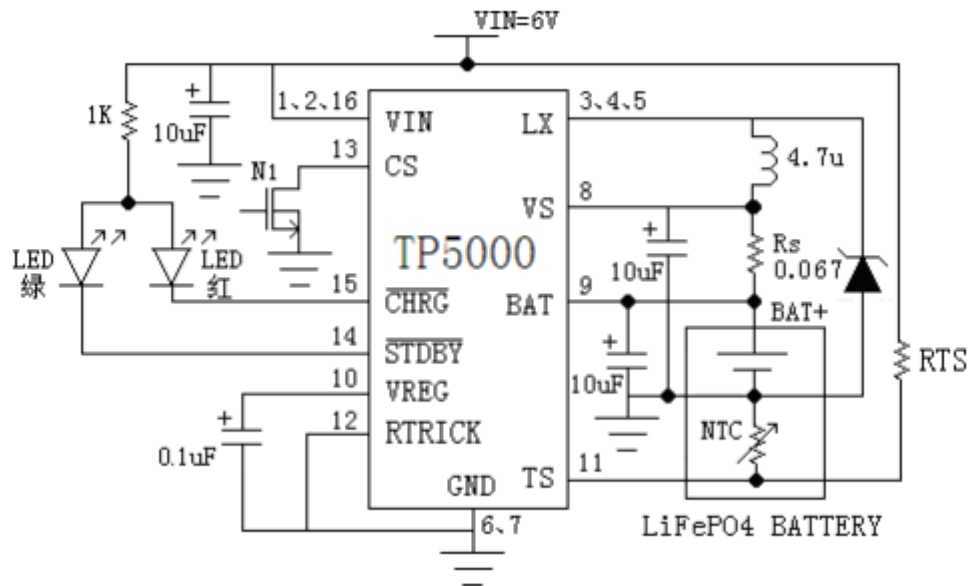 VIN=6V
1K
10uF
1、2、16
VIN
LX
3、4、5
4.7u
13
CS
N1
VS
8
TP5000
10uF
Rs
0.067
LED
绿
LED
红
15
CHRG
BAT
9
BAT+
14
STDBY
10uF
RTS
10
VREG
12
RTRICK
NTC
0.1uF
GND
TS
11
6、7
LiFePO4 BATTERY